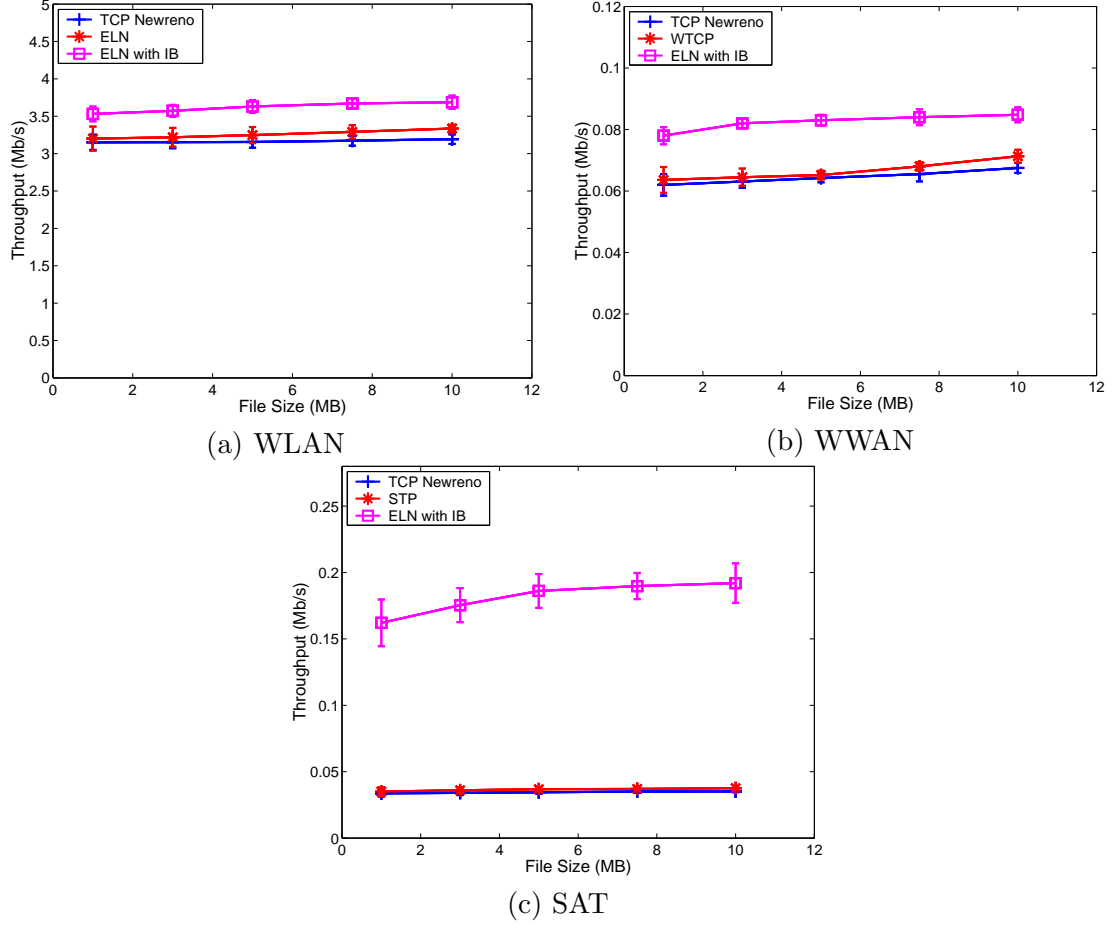 5
4.5
4
3.5
3
2.5
2
1.5
1
0.5
0
Throughput (Mb/s)
TCP Newreno
ELN
ELN with IB
0 2 4 6 8 10 12
File Size (MB)
(a) WLAN
0.12
0.1
0.08
0.06
0.04
0.02
0
Throughput (Mb/s)
TCP Newreno
WTCP
ELN with IB
0 2 4 6 8 10 12
File Size (MB)
(b) WWAN
0.25
0.2
0.15
0.1
0.05
0
Throughput (Mb/s)
TCP Newreno
STP
ELN with IB
0 2 4 6 8 10 12
File Size (MB)
(c) SAT